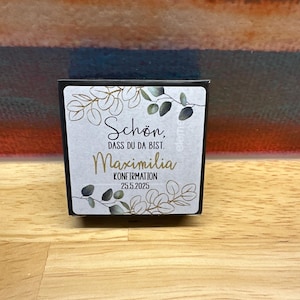 Schön,
DASS DU DA BIST.
Maximilia
KONFIRMATION
25.5.2025